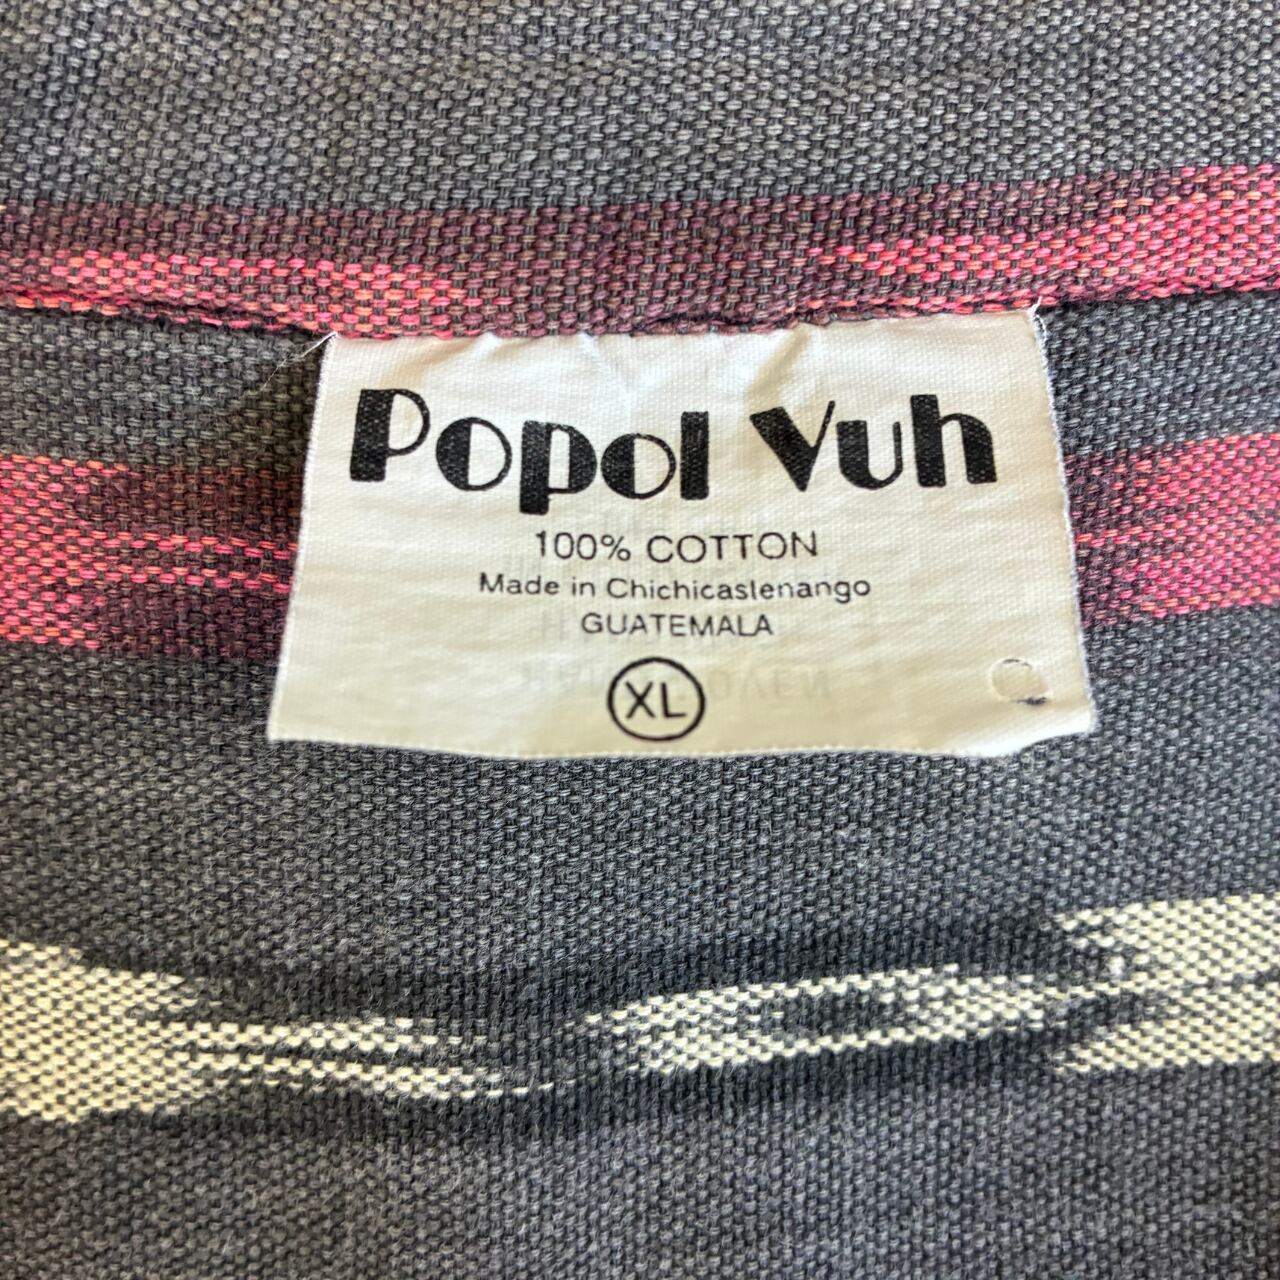 Popol Vuh
100% COTTON
Made in Chichicaslenango
GUATEMALA
XL